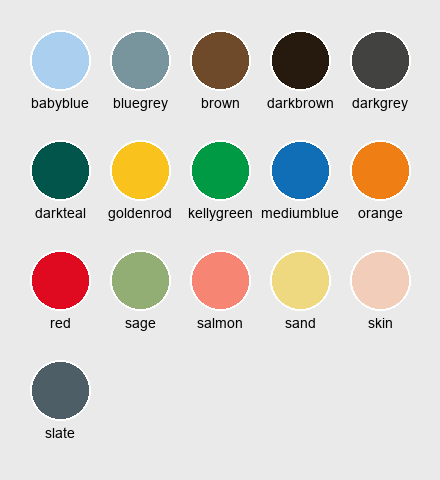 babyblue bluegrey brown darkbrown darkgrey
darkteal goldenrod kellygreen mediumblue orange
red sage salmon sand skin
slate